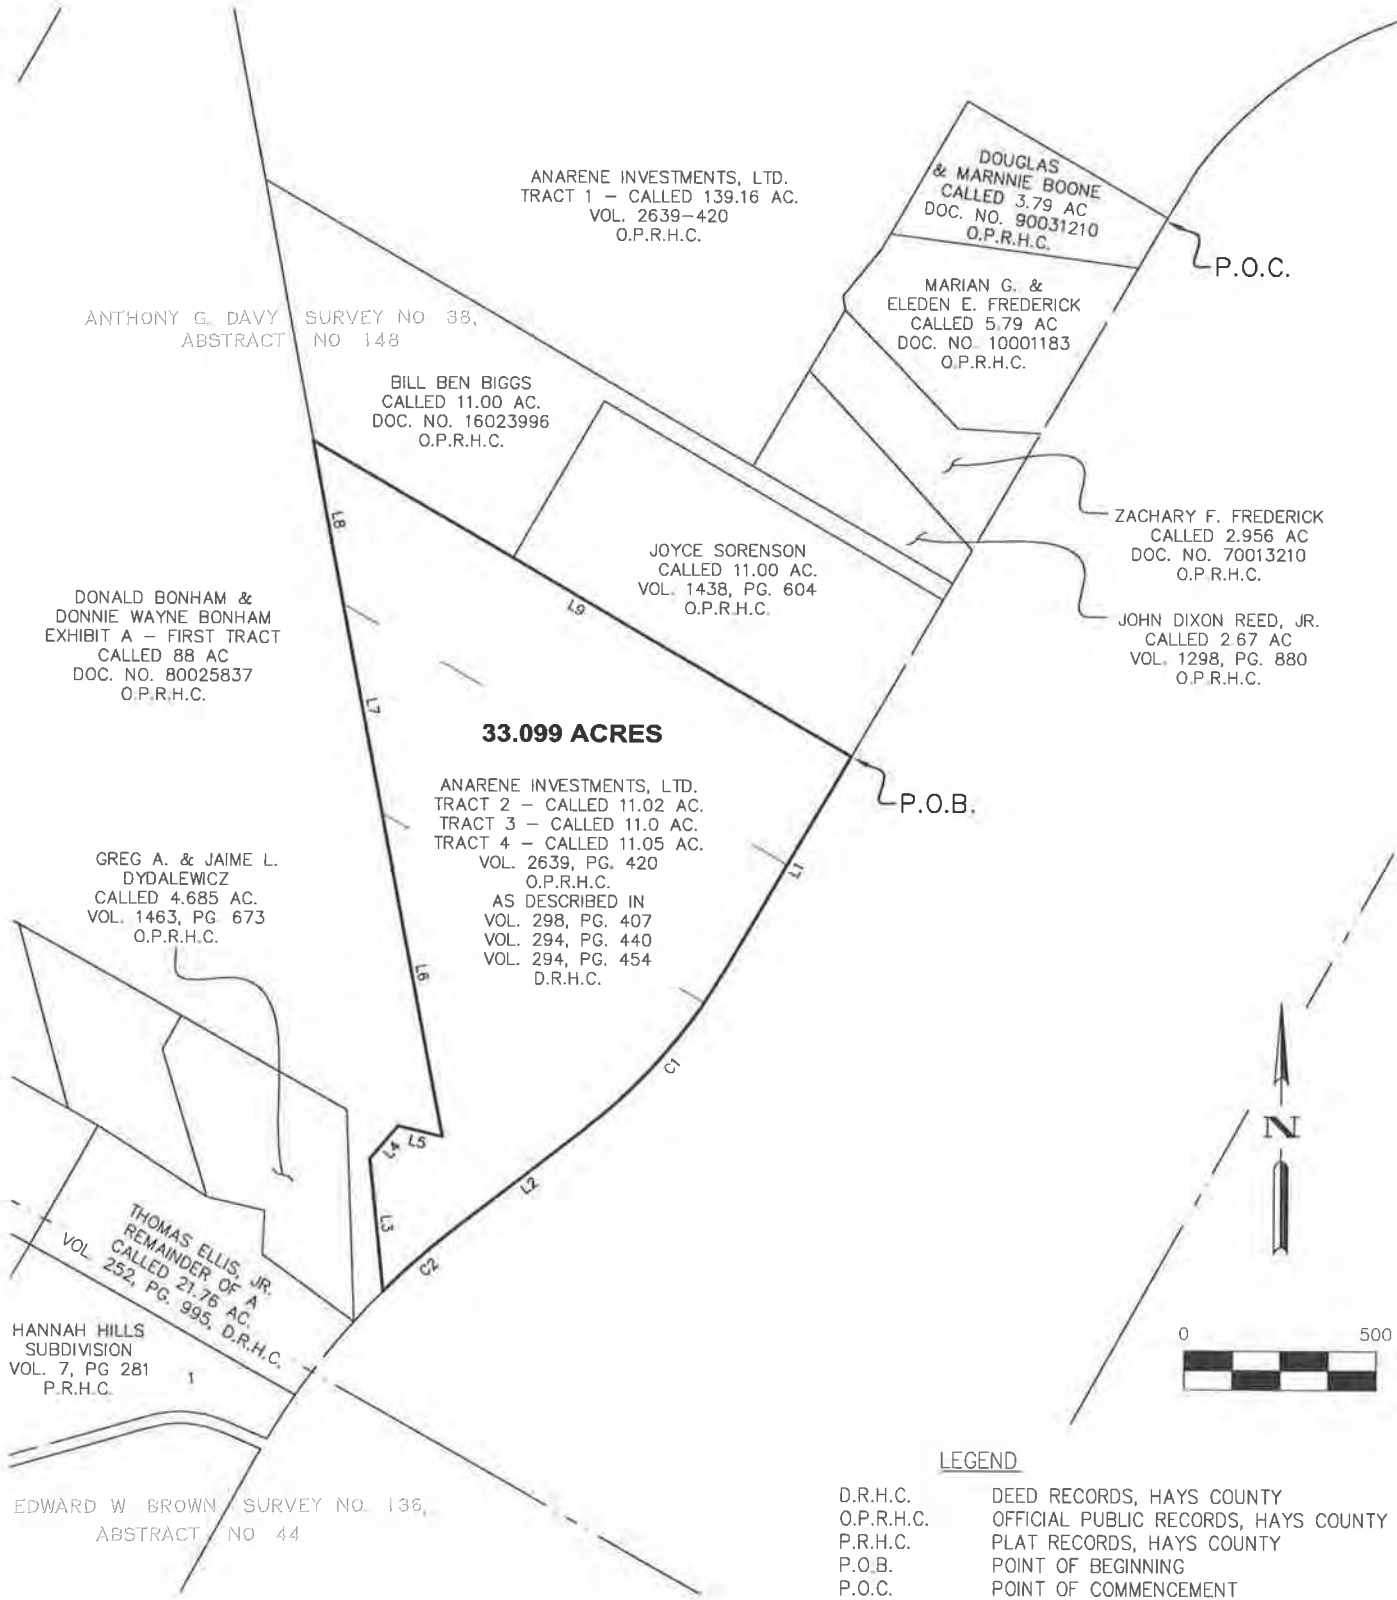 ANARENE INVESTMENTS, LTD.
TRACT 1 – CALLED 139.16 AC.
VOL. 2639–420
O.P.R.H.C.
DOUGLAS
& MARNNIE BOONE
CALLED 3.79 AC
DOC. NO. 90031210
O.P.R.H.C.
P.O.C.
MARIAN G. &
ELEDEN E. FREDERICK
CALLED 5.79 AC
DOC. NO. 10001183
O.P.R.H.C.
ANTHONY G. DAVY SURVEY NO 38,
ABSTRACT NO 148
BILL BEN BIGGS
CALLED 11.00 AC.
DOC. NO. 16023996
O.P.R.H.C.
JOYCE SORENSON
CALLED 11.00 AC.
VOL. 1438, PG. 604
O.P.R.H.C.
ZACHARY F. FREDERICK
CALLED 2.956 AC
DOC. NO. 70013210
O.P.R.H.C.
JOHN DIXON REED, JR.
CALLED 2.67 AC
VOL. 1298, PG. 880
O.P.R.H.C.
L8
L9
DONALD BONHAM &
DONNIE WAYNE BONHAM
EXHIBIT A – FIRST TRACT
CALLED 88 AC
DOC. NO. 80025837
O.P.R.H.C.
L7
33.099 ACRES
ANARENE INVESTMENTS, LTD.
TRACT 2 – CALLED 11.02 AC.
TRACT 3 – CALLED 11.0 AC.
TRACT 4 – CALLED 11.05 AC.
VOL. 2639, PG. 420
O.P.R.H.C.
AS DESCRIBED IN
VOL. 298, PG. 407
VOL. 294, PG. 440
VOL. 294, PG. 454
D.R.H.C.
P.O.B.
L1
GREG A. & JAIME L.
DYDALEWICZ
CALLED 4.685 AC.
VOL. 1463, PG 673
O.P.R.H.C.
L6
C1
L5
L4
L2
L3
C2
N
THOMAS ELLIS, JR.
REMAINDER OF A
CALLED 21.76 AC.
VOL 252, PG. 995, D.R.H.C.
HANNAH HILLS
SUBDIVISION
VOL. 7, PG 281
P.R.H.C.
1
0 500
EDWARD W BROWN SURVEY NO. 136,
ABSTRACT NO 44
LEGEND
D.R.H.C. DEED RECORDS, HAYS COUNTY
O.P.R.H.C. OFFICIAL PUBLIC RECORDS, HAYS COUNTY
P.R.H.C. PLAT RECORDS, HAYS COUNTY
P.O.B. POINT OF BEGINNING
P.O.C. POINT OF COMMENCEMENT